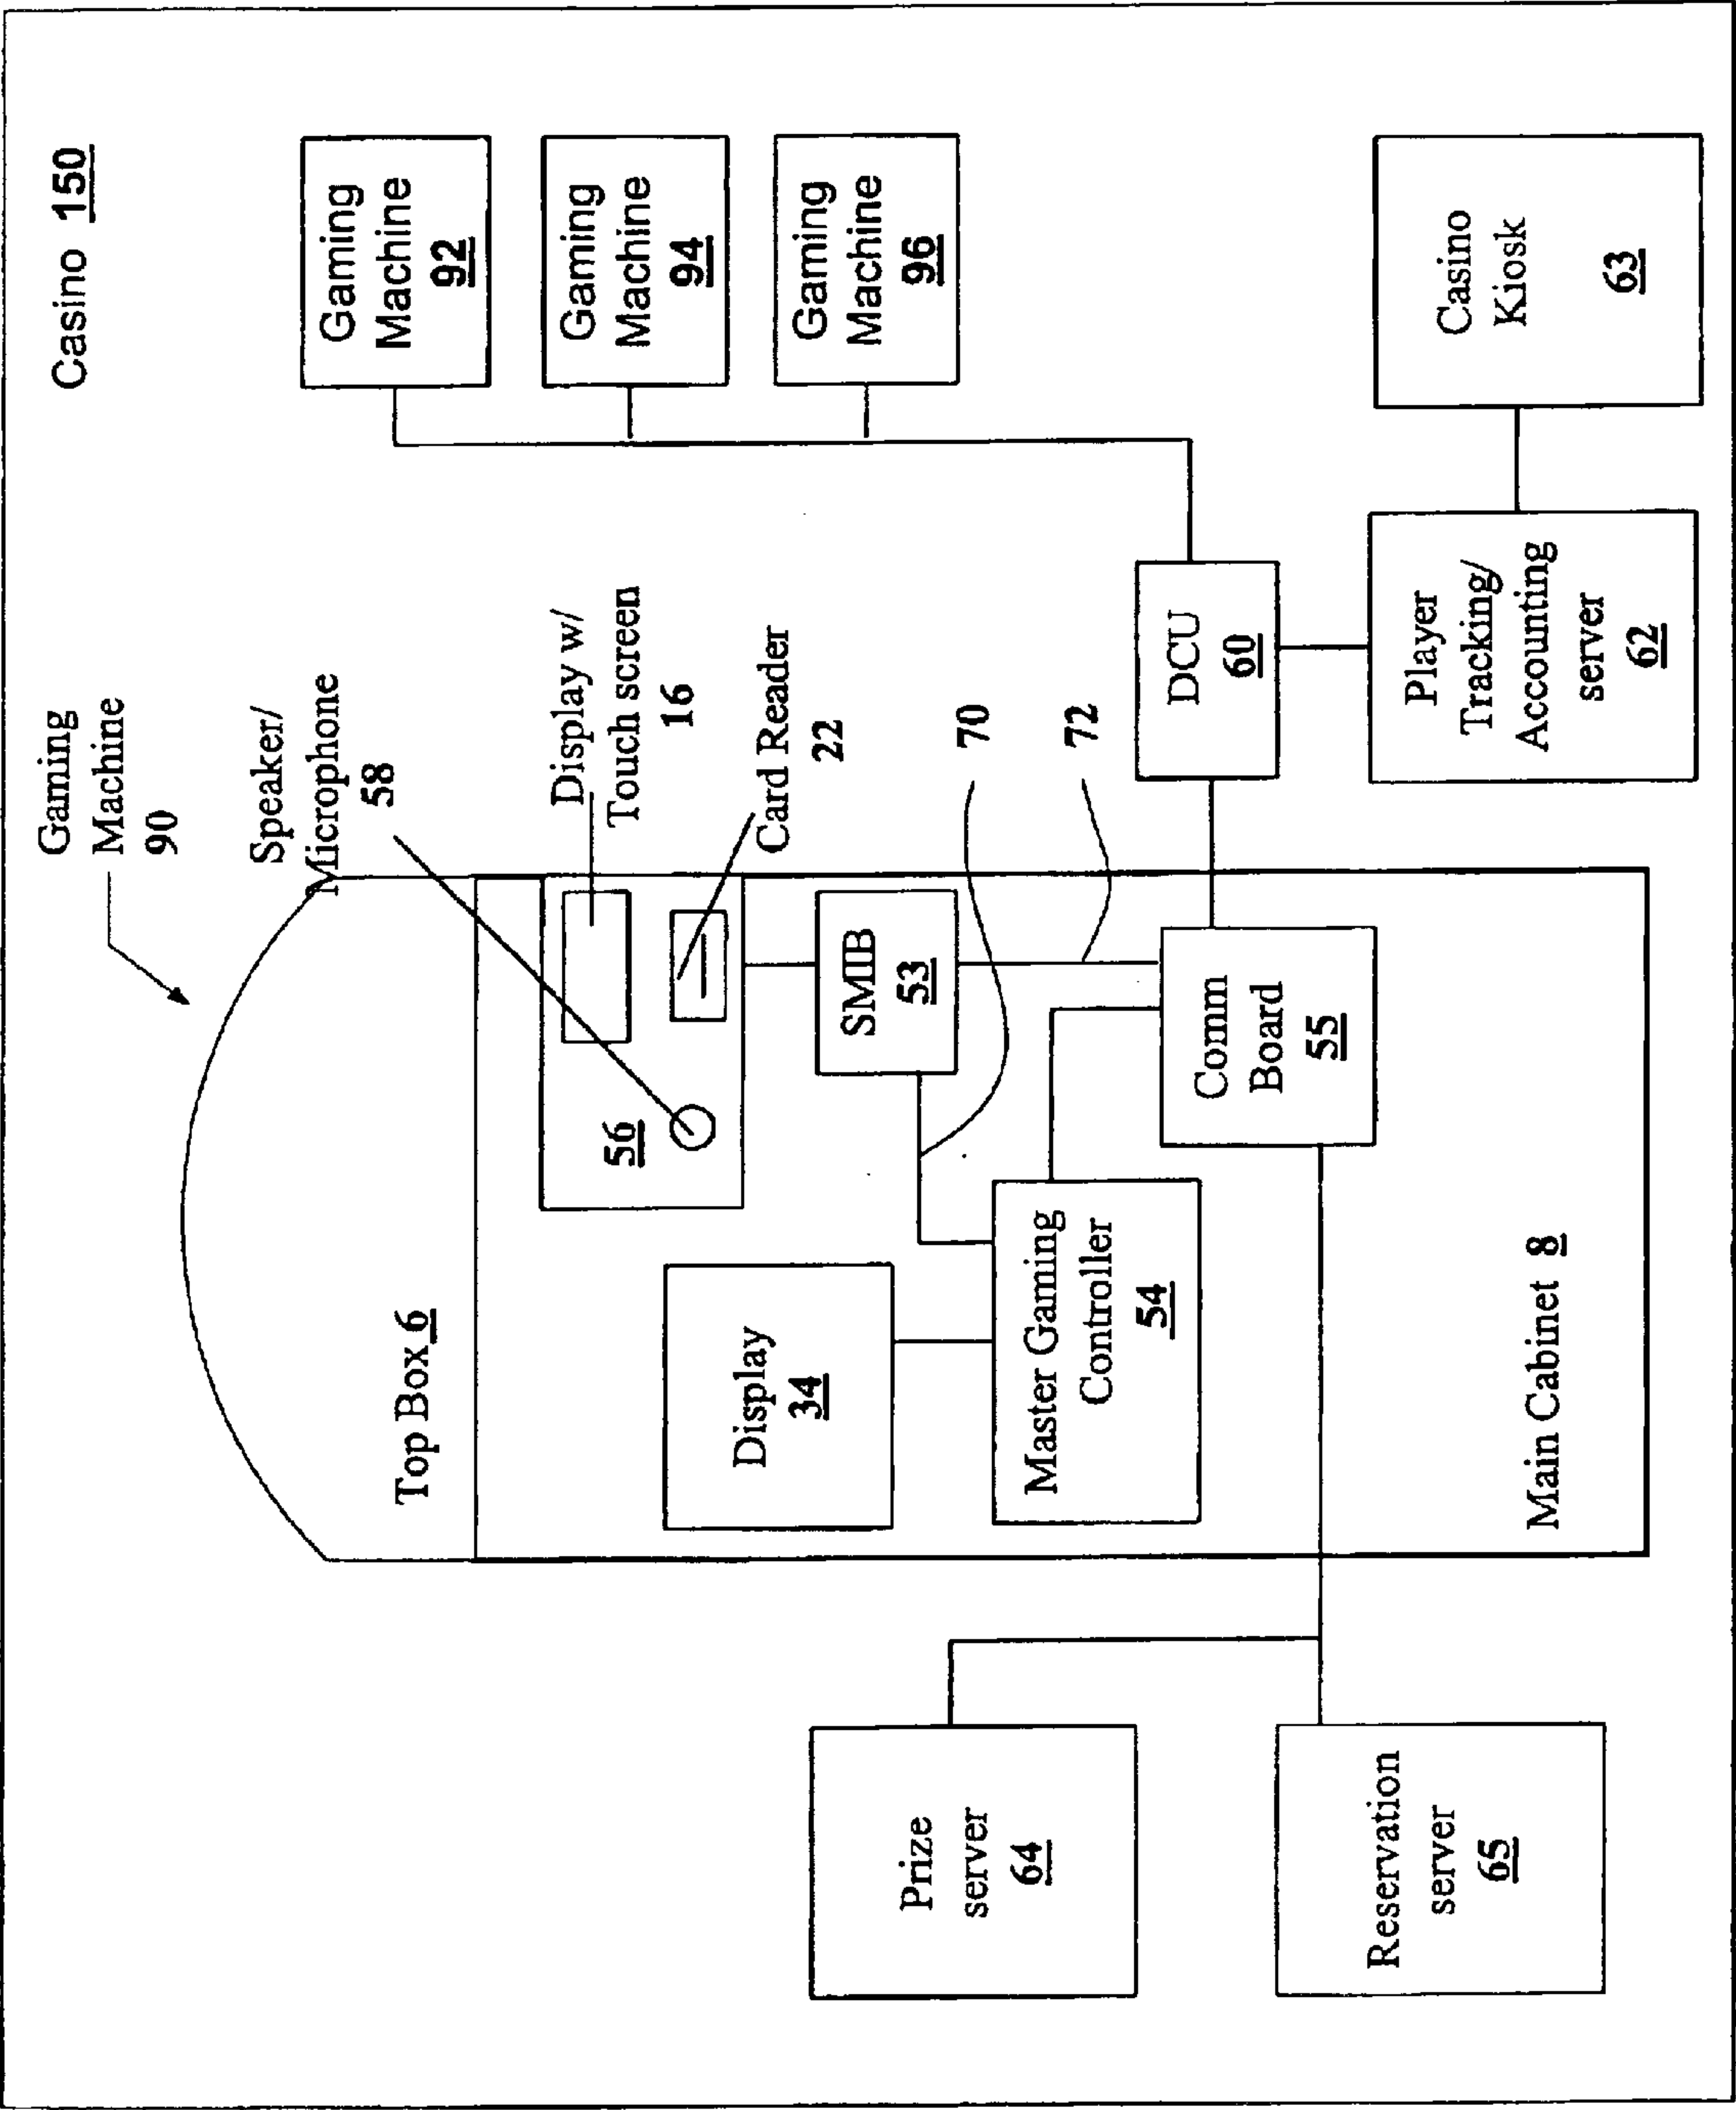 Casino 150
Gaming
Machine
90
Speaker/
Microphone
58
Display w/
Touch screen
16
Card Reader
22
70
72
Top Box 6
56
Display
34
SMIB
53
Master Gaming
Controller
54
Comm
Board
55
Main Cabinet 8
Prize
server
64
Reservation
server
65
DCU
60
Player
Tracking/
Accounting
server
62
Gaming
Machine
92
Gaming
Machine
94
Gaming
Machine
96
Casino
Kiosk
63